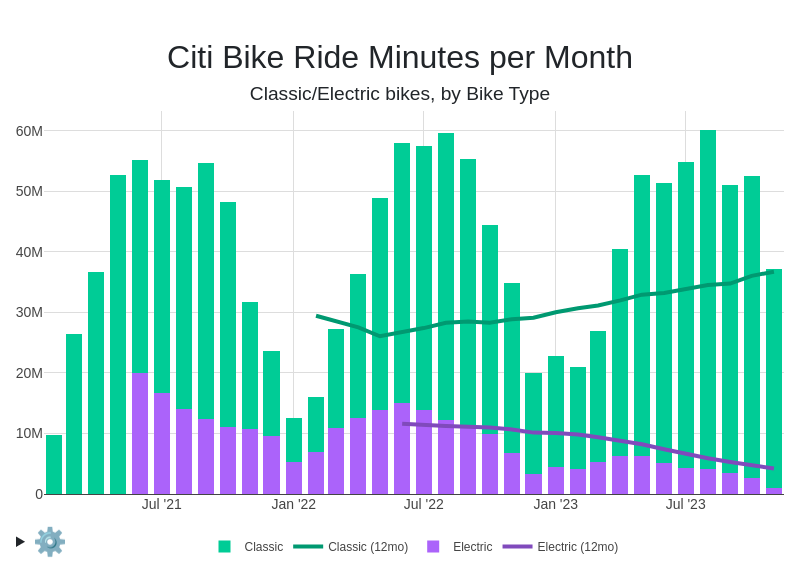 Citi Bike Ride Minutes per Month
Classic/Electric bikes, by Bike Type
60M
50M
40M
30M
20M
10M
0
Jul '21
Jan '22
Jul '22
Jan '23
Jul '23
Classic
Classic (12mo)
Electric
Electric (12mo)